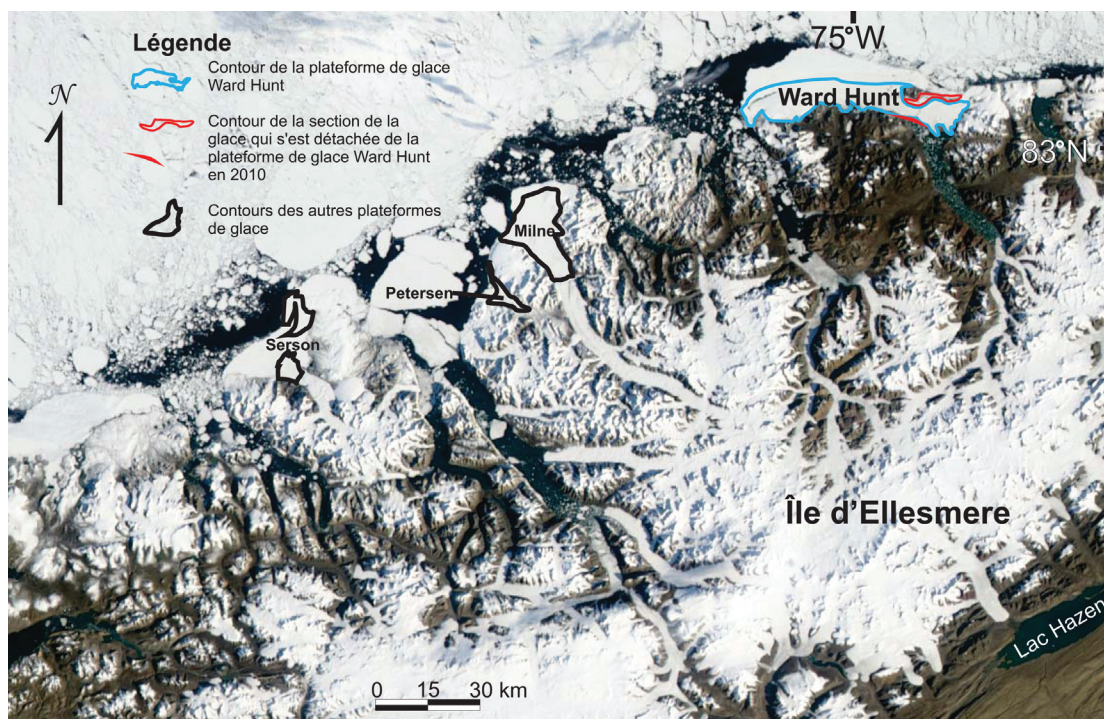 Légende
Contour de la plateforme de glace
Ward Hunt
Contour de la section de la
glace qui s'est détachée de la
plateforme de glace Ward Hunt
en 2010
Contours des autres plateformes
de glace
N
75°W
Ward Hunt
83°N
Milne
Petersen
Serson
Île d'Ellesmere
Lac Hazen
0 15 30 km